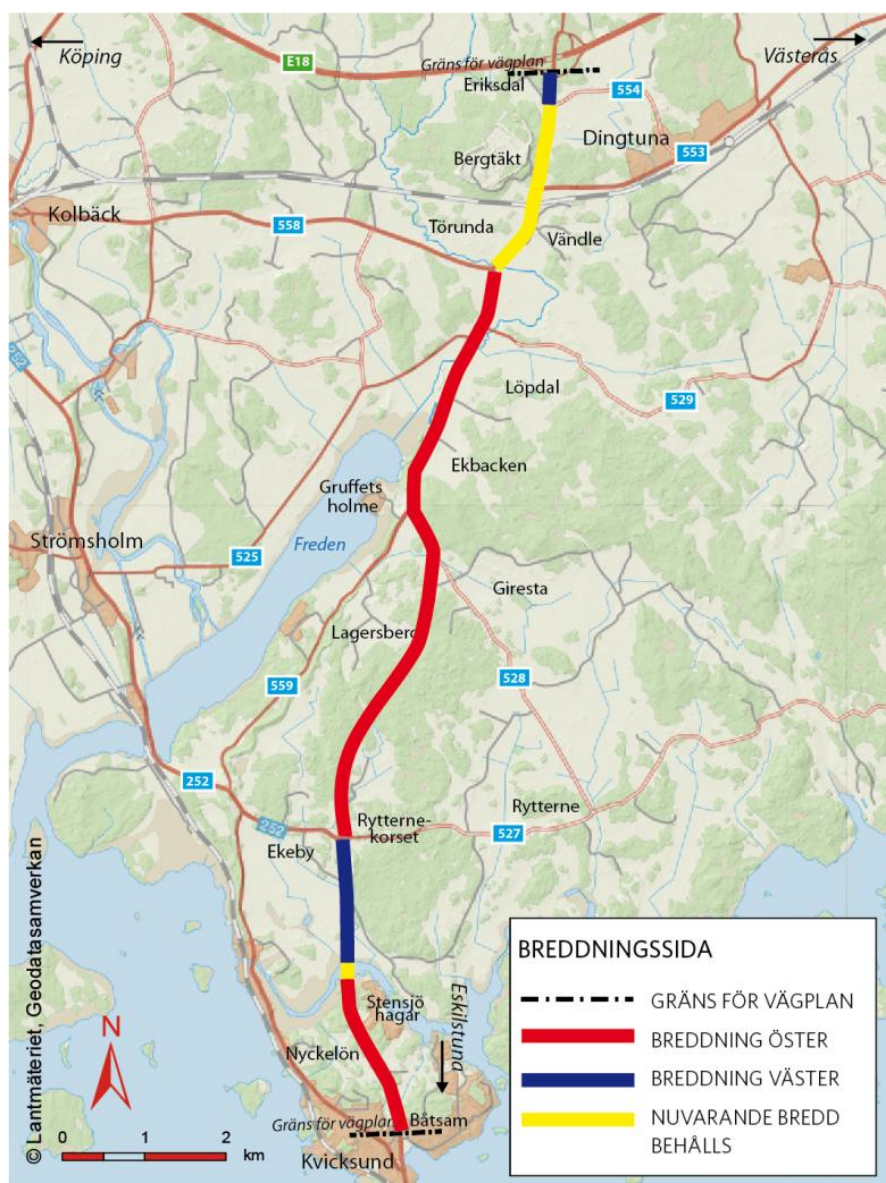 Köping
Västerås
E18
Gräns för vägplan
Eriksdal
554
Dingtuna
Bergtäkt
553
Kolbäck
558
Törunda
Vändle
252
Löpdal
529
Ekbacken
Gruffets
holme
Strömsholm
525
Freden
Giresta
Lagersberg
559
528
252
Rytterne-
korset
Rytterne
252
527
Ekeby
Stensjö
hagar
Eskilstuna
Nyckelön
Båtsam
Gräns för vägplan
Kvicksund
N
0 1 2
km
© Lantmäteriet, Geodatasamverkan
BREDDNINGSSIDA
GRÄNS FÖR VÄGPLAN
BREDDNING ÖSTER
BREDDNING VÄSTER
NUVARANDE BREDD
BEHÅLLS